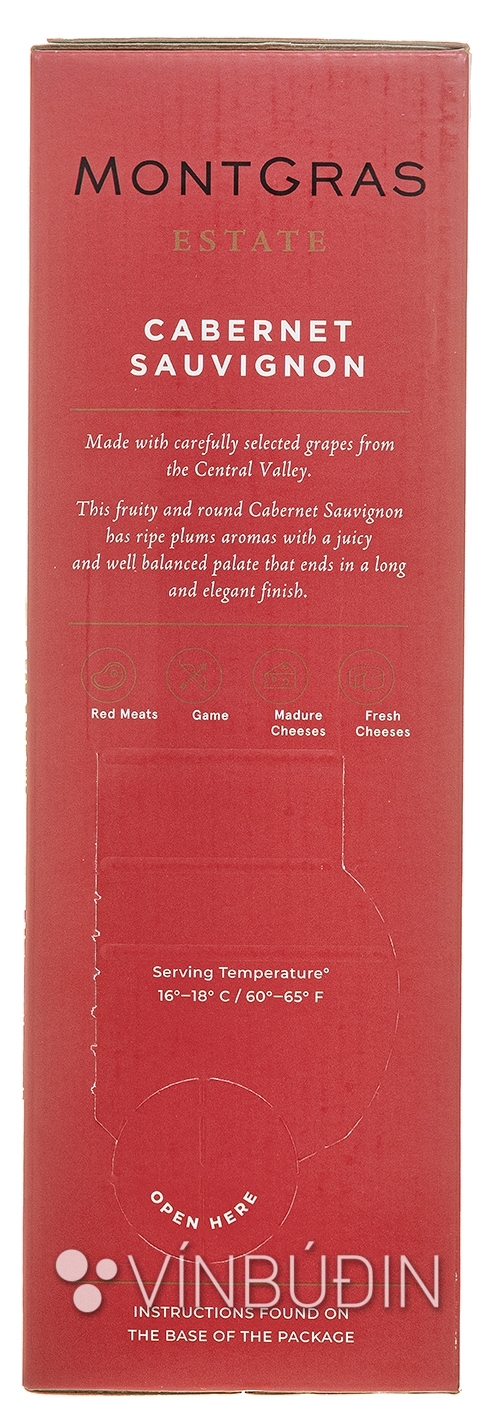 MONTGRAS
ESTATE
CABERNET
SAUVIGNON
Made with carefully selected grapes from
the Central Valley.
This fruity and round Cabernet Sauvignon
has ripe plums aromas with a juicy
and well balanced palate that ends in a long
and elegant finish.
Red Meats
Game
Madure
Cheeses
Fresh
Cheeses
Serving Temperature°
16°–18° C / 60°–65° F
OPEN HERE
VÍNBÚÐIN
INSTRUCTIONS FOUND ON
THE BASE OF THE PACKAGE